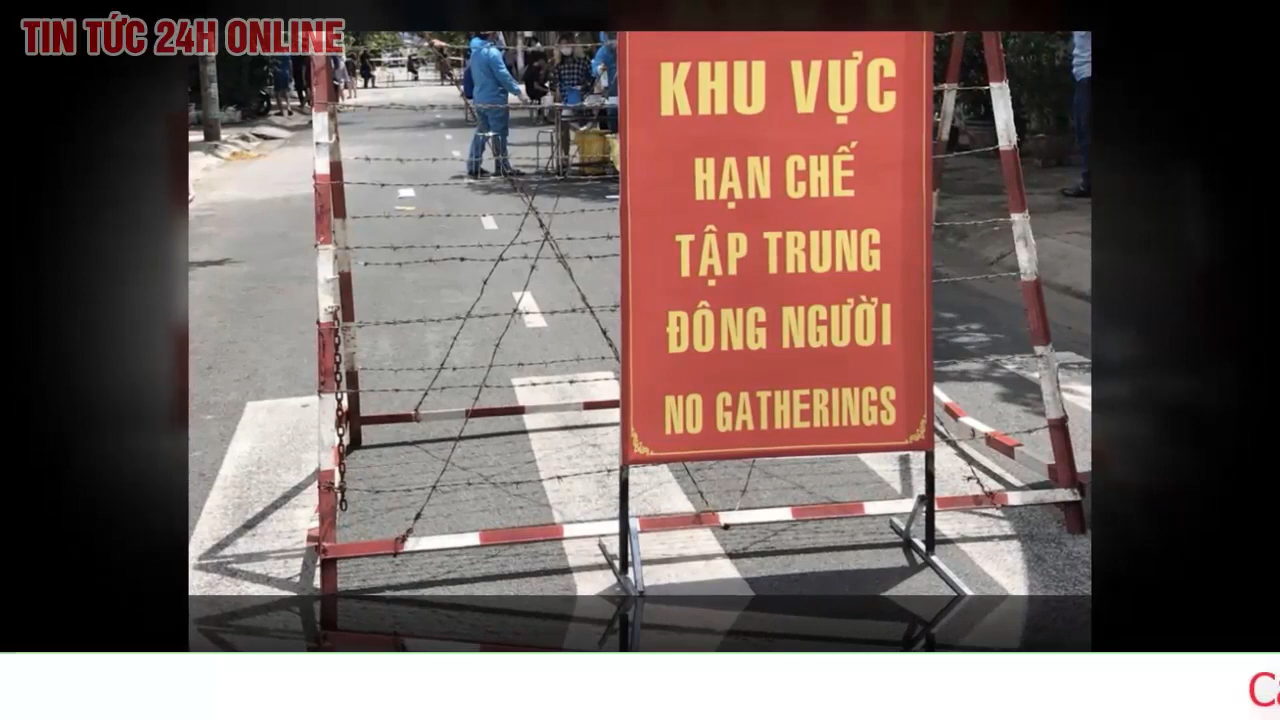 TIN TỨC 24H ONLINE
KHU VỰC
HẠN CHẾ
TẬP TRUNG
ĐÔNG NGƯỜI
NO GATHERINGS